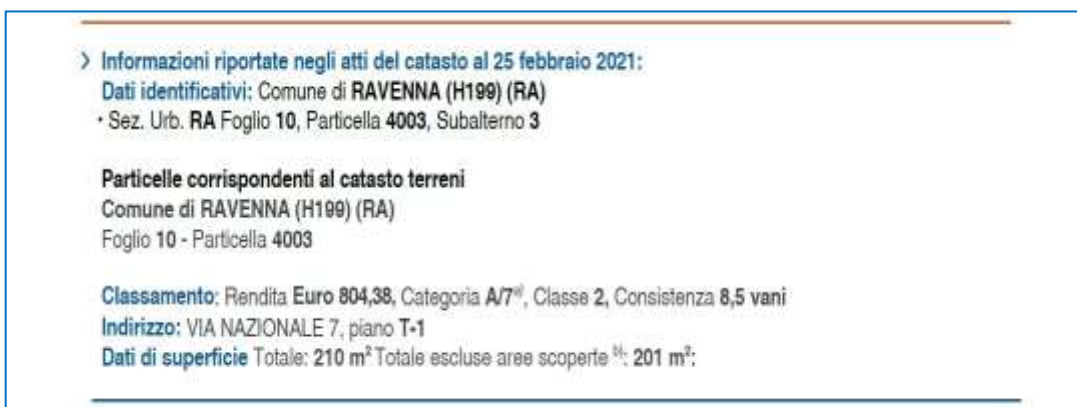 › Informazioni riportate negli atti del catasto al 25 febbraio 2021:
Dati identificativi: Comune di RAVENNA (H199) (RA)
• Sez. Urb. RA Foglio 10, Particella 4003, Subalterno 3
Particelle corrispondenti al catasto terreni
Comune di RAVENNA (H199) (RA)
Foglio 10 - Particella 4003
Classamento: Rendita Euro 804,38, Categoria A/7a), Classe 2, Consistenza 8,5 vani
Indirizzo: VIA NAZIONALE 7, piano T-1
Dati di superficie Totale: 210 m² Totale escluse aree scoperte b): 201 m²: